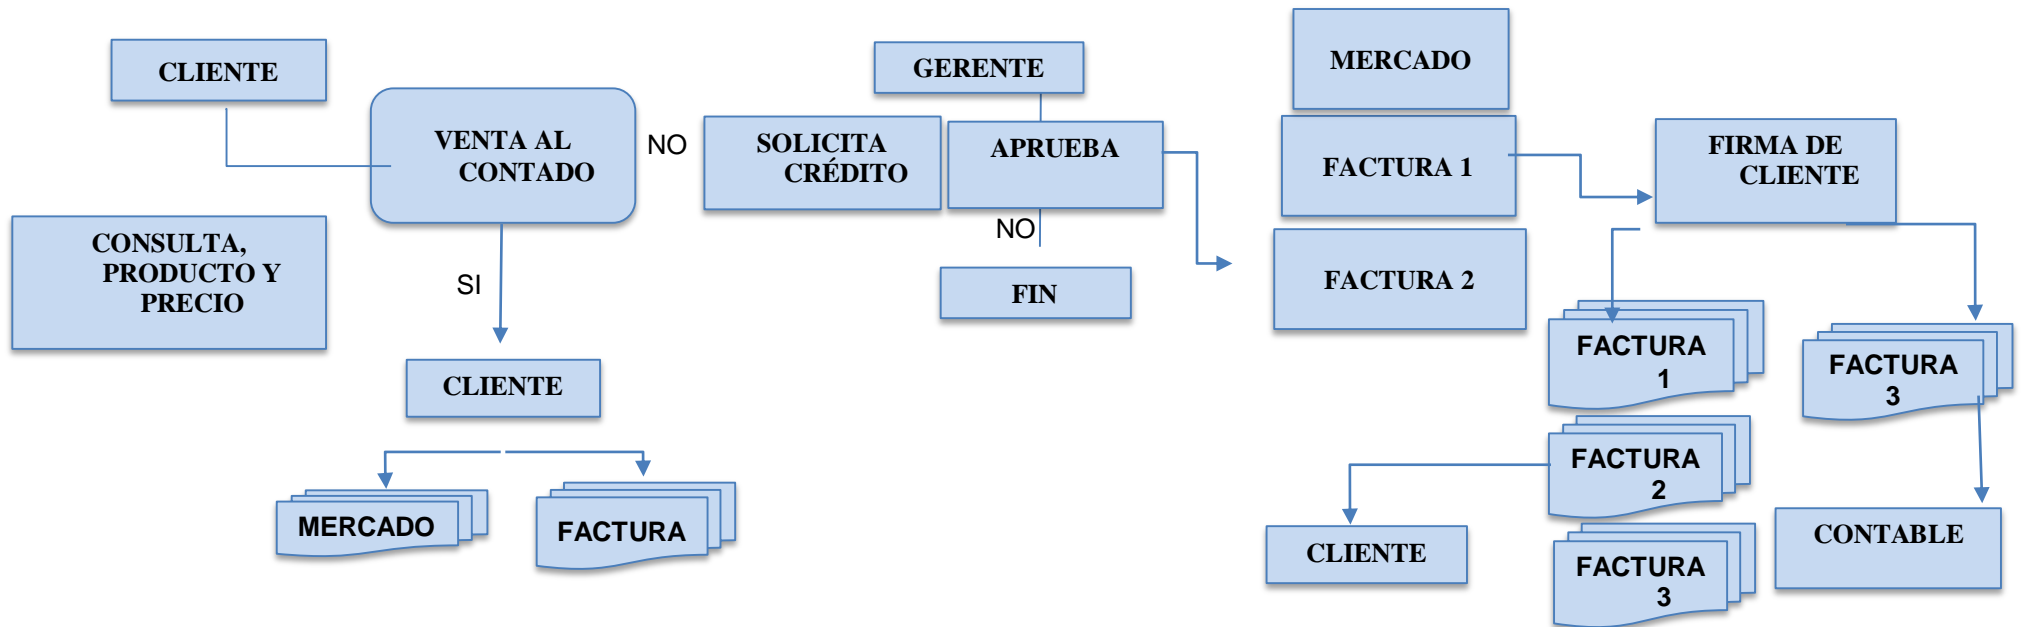 CLIENTE
CONSULTA,
PRODUCTO Y
PRECIO
VENTA AL
CONTADO
NO
SI
CLIENTE
MERCADO
FACTURA
SOLICITA
CRÉDITO
GERENTE
APRUEBA
NO
FIN
MERCADO
FACTURA 1
FACTURA 2
FIRMA DE
CLIENTE
FACTURA
1
FACTURA
2
FACTURA
3
CLIENTE
FACTURA
3
CONTABLE